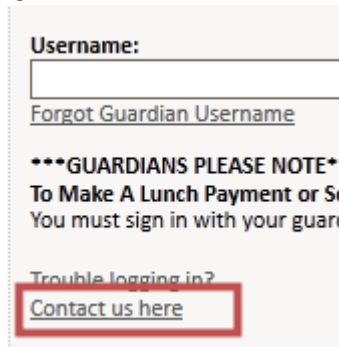 Username:
Forgot Guardian Username
***GUARDIANS PLEASE NOTE*
To Make A Lunch Payment or
You must sign in with your
Trouble logging in?
Contact us here